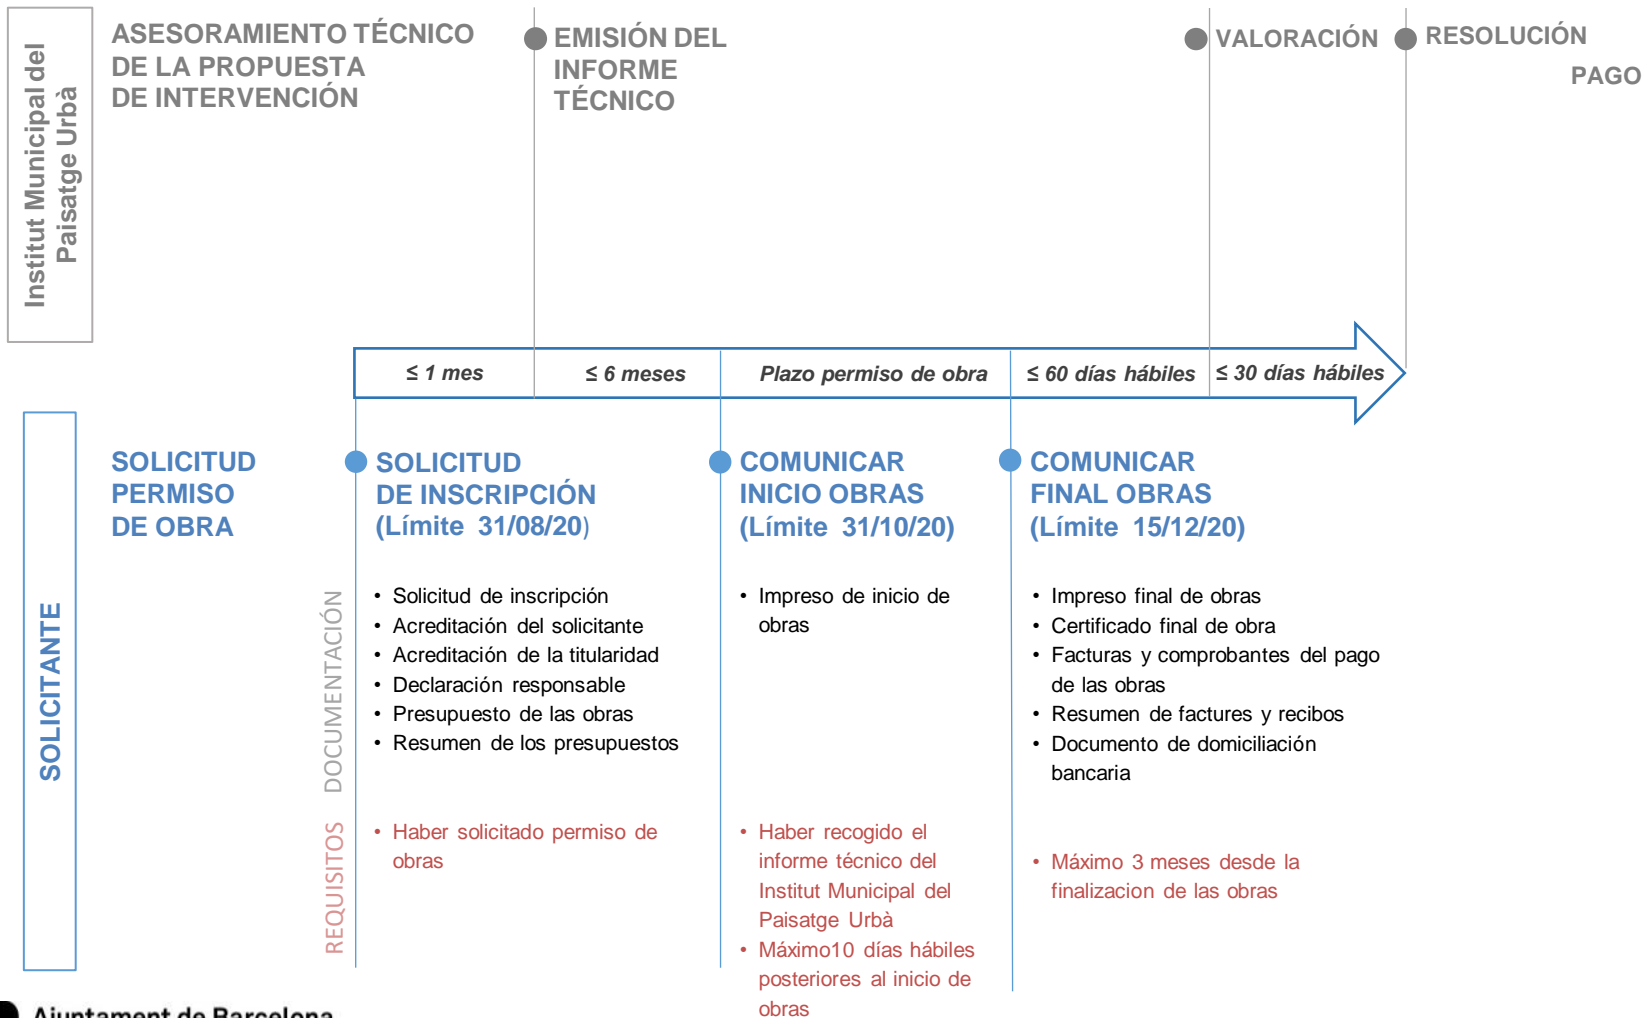 Institut Municipal del
Paisatge Urbà
ASESORAMIENTO TÉCNICO
DE LA PROPUESTA
DE INTERVENCIÓN
EMISIÓN DEL
INFORME
TÉCNICO
VALORACIÓN
RESOLUCIÓN
PAGO
≤ 1 mes
≤ 6 meses
Plazo permiso de obra
≤ 60 días hábiles
≤ 30 días hábiles
SOLICITANTE
SOLICITUD
PERMISO
DE OBRA
SOLICITUD
DE INSCRIPCIÓN
(Límite 31/08/20)
COMUNICAR
INICIO OBRAS
(Límite 31/10/20)
COMUNICAR
FINAL OBRAS
(Límite 15/12/20)
DOCUMENTACIÓN
• Solicitud de inscripción
• Acreditación del solicitante
• Acreditación de la titularidad
• Declaración responsable
• Presupuesto de las obras
• Resumen de los presupuestos
• Impreso de inicio de
obras
• Impreso final de obras
• Certificado final de obra
• Facturas y comprobantes del pago
de las obras
• Resumen de factures y recibos
• Documento de domiciliación
bancaria
REQUISITOS
• Haber solicitado permiso de
obras
• Haber recogido el
informe técnico del
Institut Municipal del
Paisatge Urbà
• Máximo10 días hábiles
posteriores al inicio de
obras
• Máximo 3 meses desde la
finalizacion de las obras
Ajuntament de Barcelona